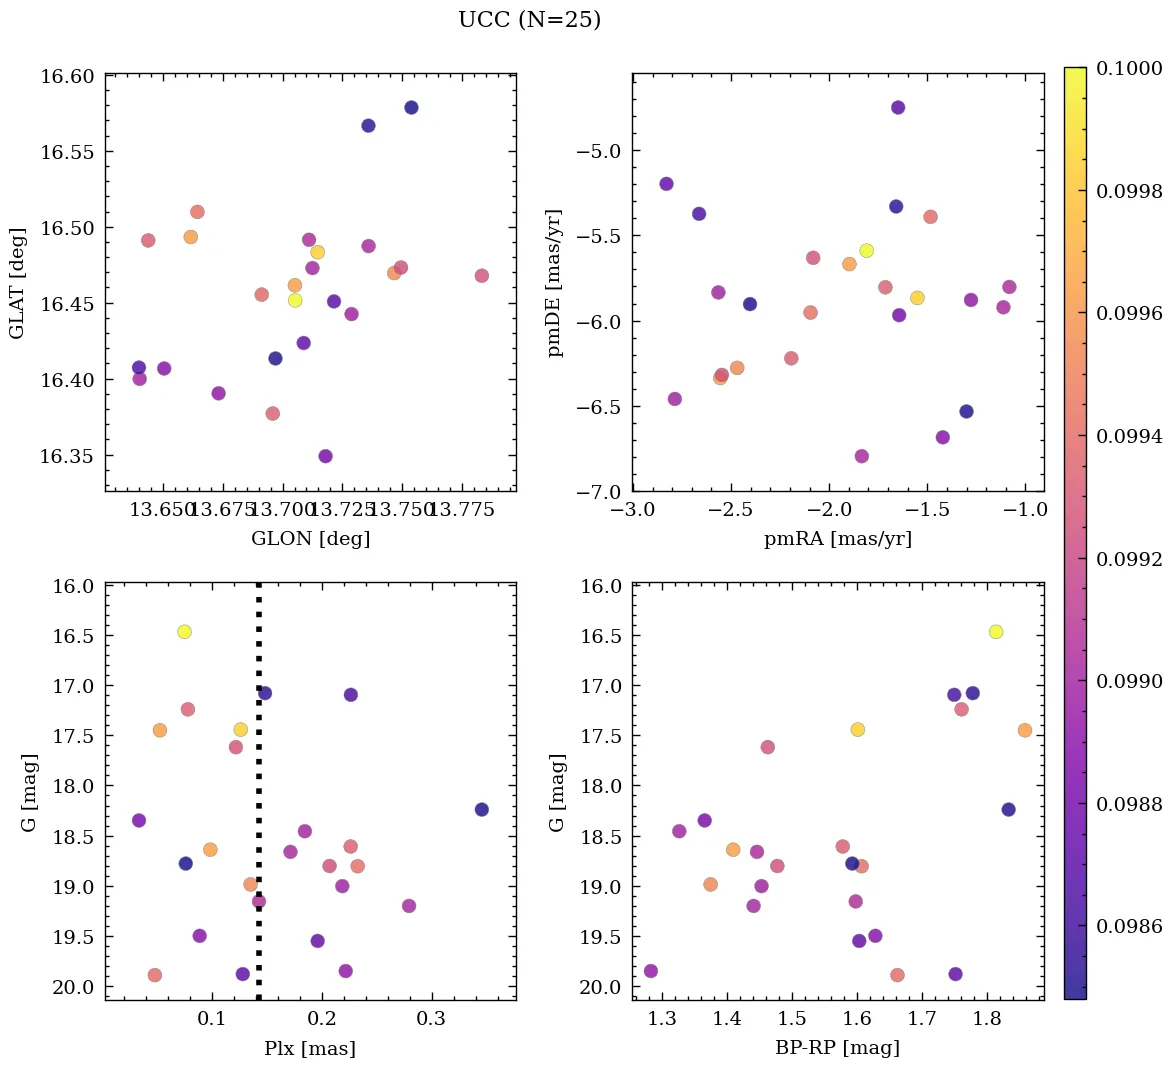 UCC (N=25)
16.60
16.55
16.50
16.45
16.40
16.35
GLAT [deg]
13.650 13.675 13.700 13.725 13.750 13.775
GLON [deg]
−5.0
−5.5
−6.0
−6.5
−7.0
pmDE [mas/yr]
−3.0 −2.5 −2.0 −1.5 −1.0
pmRA [mas/yr]
16.0
16.5
17.0
17.5
18.0
18.5
19.0
19.5
20.0
G [mag]
0.1 0.2 0.3
Plx [mas]
16.0
16.5
17.0
17.5
18.0
18.5
19.0
19.5
20.0
G [mag]
1.3 1.4 1.5 1.6 1.7 1.8
BP-RP [mag]
0.1000
0.0998
0.0996
0.0994
0.0992
0.0990
0.0988
0.0986